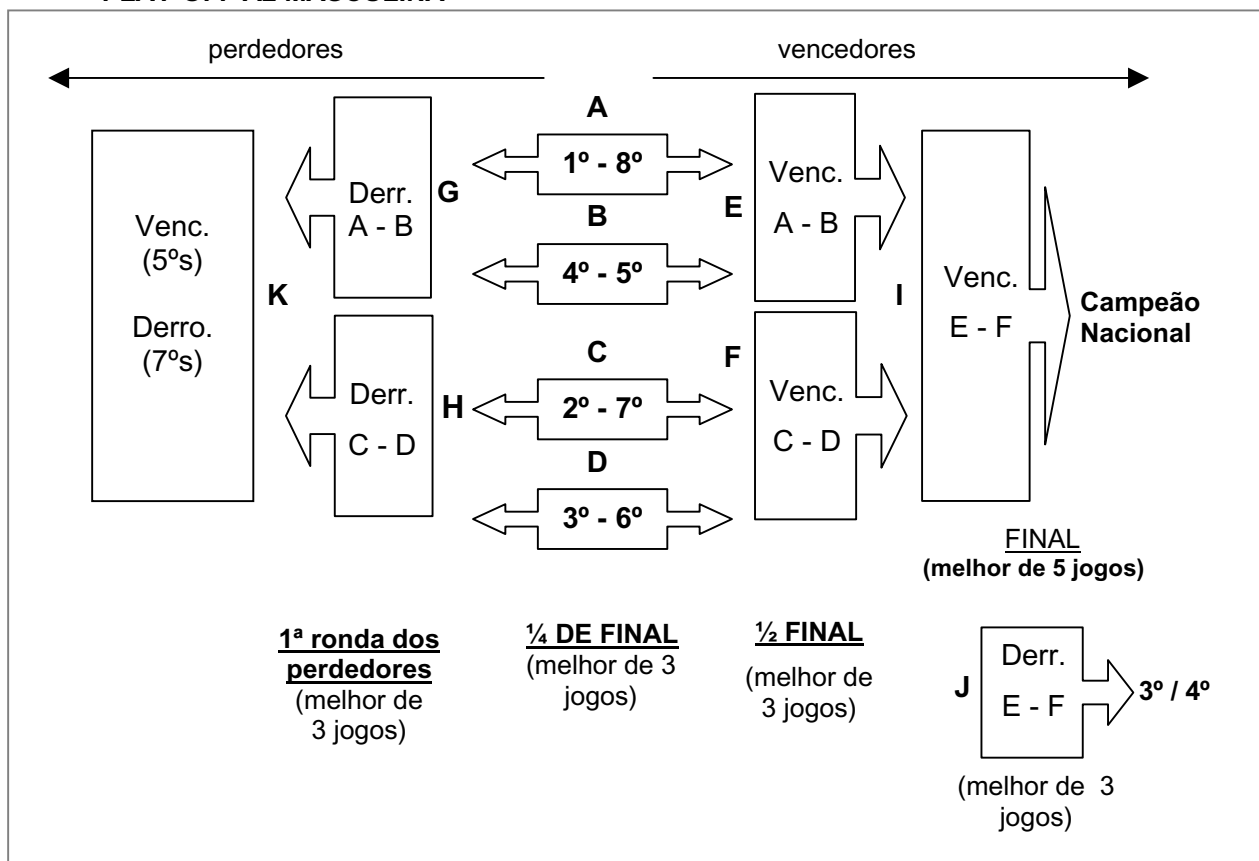 perdedores
vencedores
A
1º - 8º
B
4º - 5º
C
2º - 7º
D
3º - 6º
Derr.
A - B
G
Derr.
C - D
H
Venc.
(5ºs)
Derro.
(7ºs)
K
E
Venc.
A - B
F
Venc.
C - D
I
Venc.
E - F
Campeão
Nacional
FINAL
(melhor de 5 jogos)
1ª ronda dos
perdedores
(melhor de
3 jogos)
¼ DE FINAL
(melhor de 3
jogos)
½ FINAL
(melhor de
3 jogos)
J
Derr.
E - F
3º / 4º
(melhor de 3
jogos)